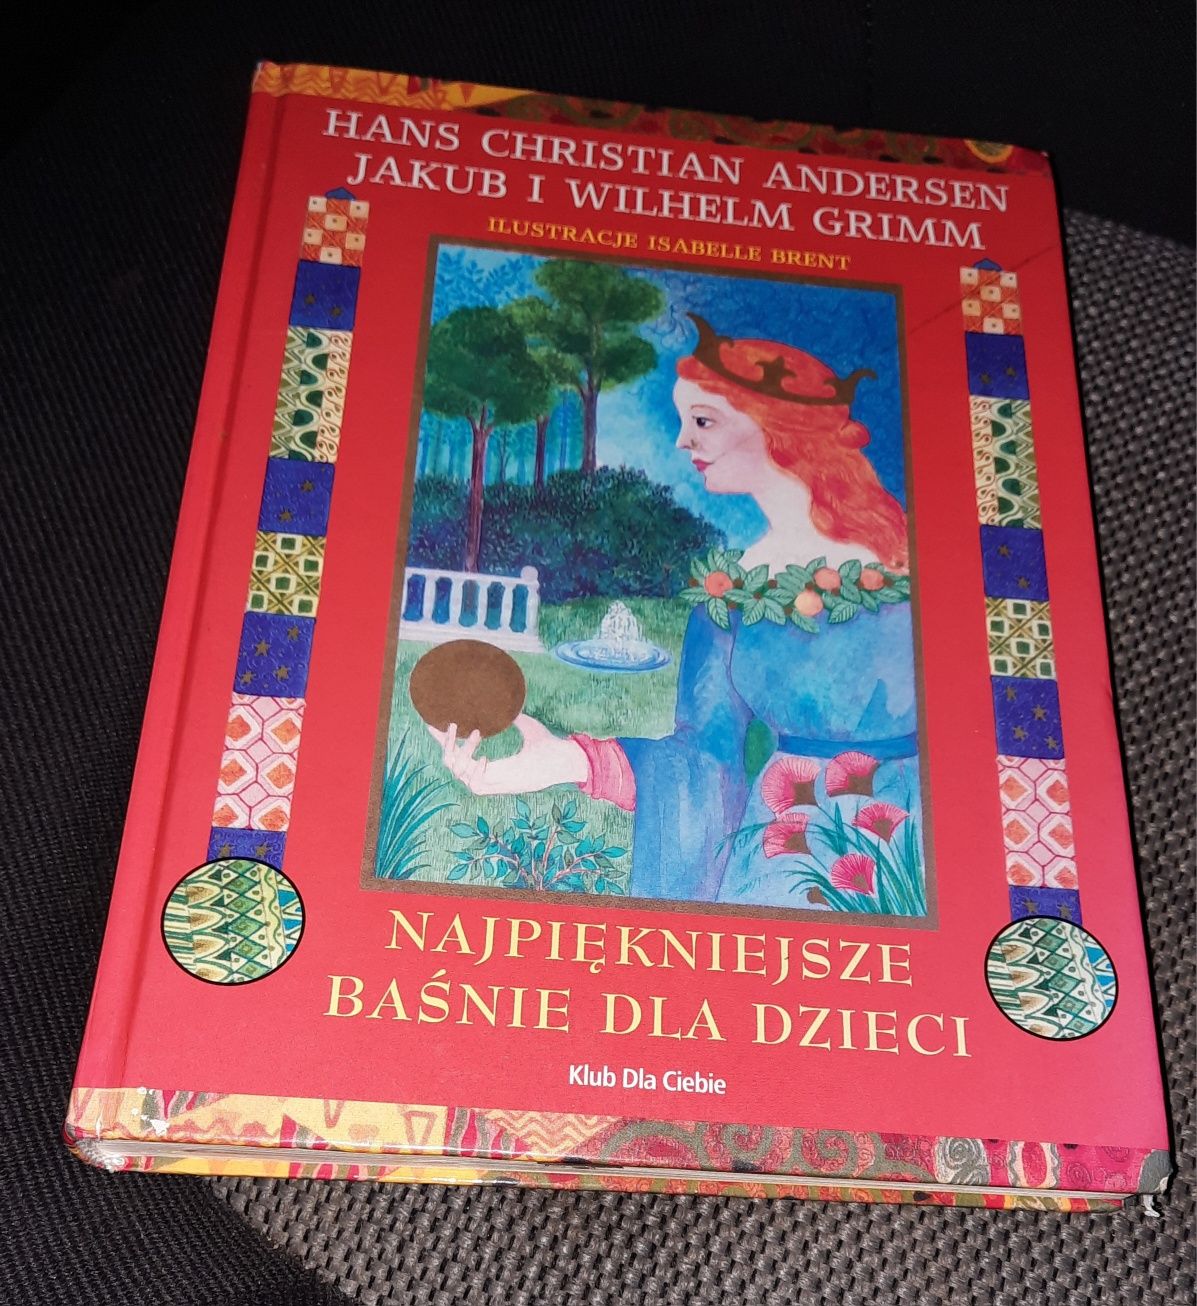 HANS CHRISTIAN ANDERSEN
JAKUB I WILHELM GRIMM
ILUSTRACJE ISABELLE BRENT
NAJPIĘKNIEJSZE
BAŚNIE DLA DZIECI
Klub Dla Ciebie